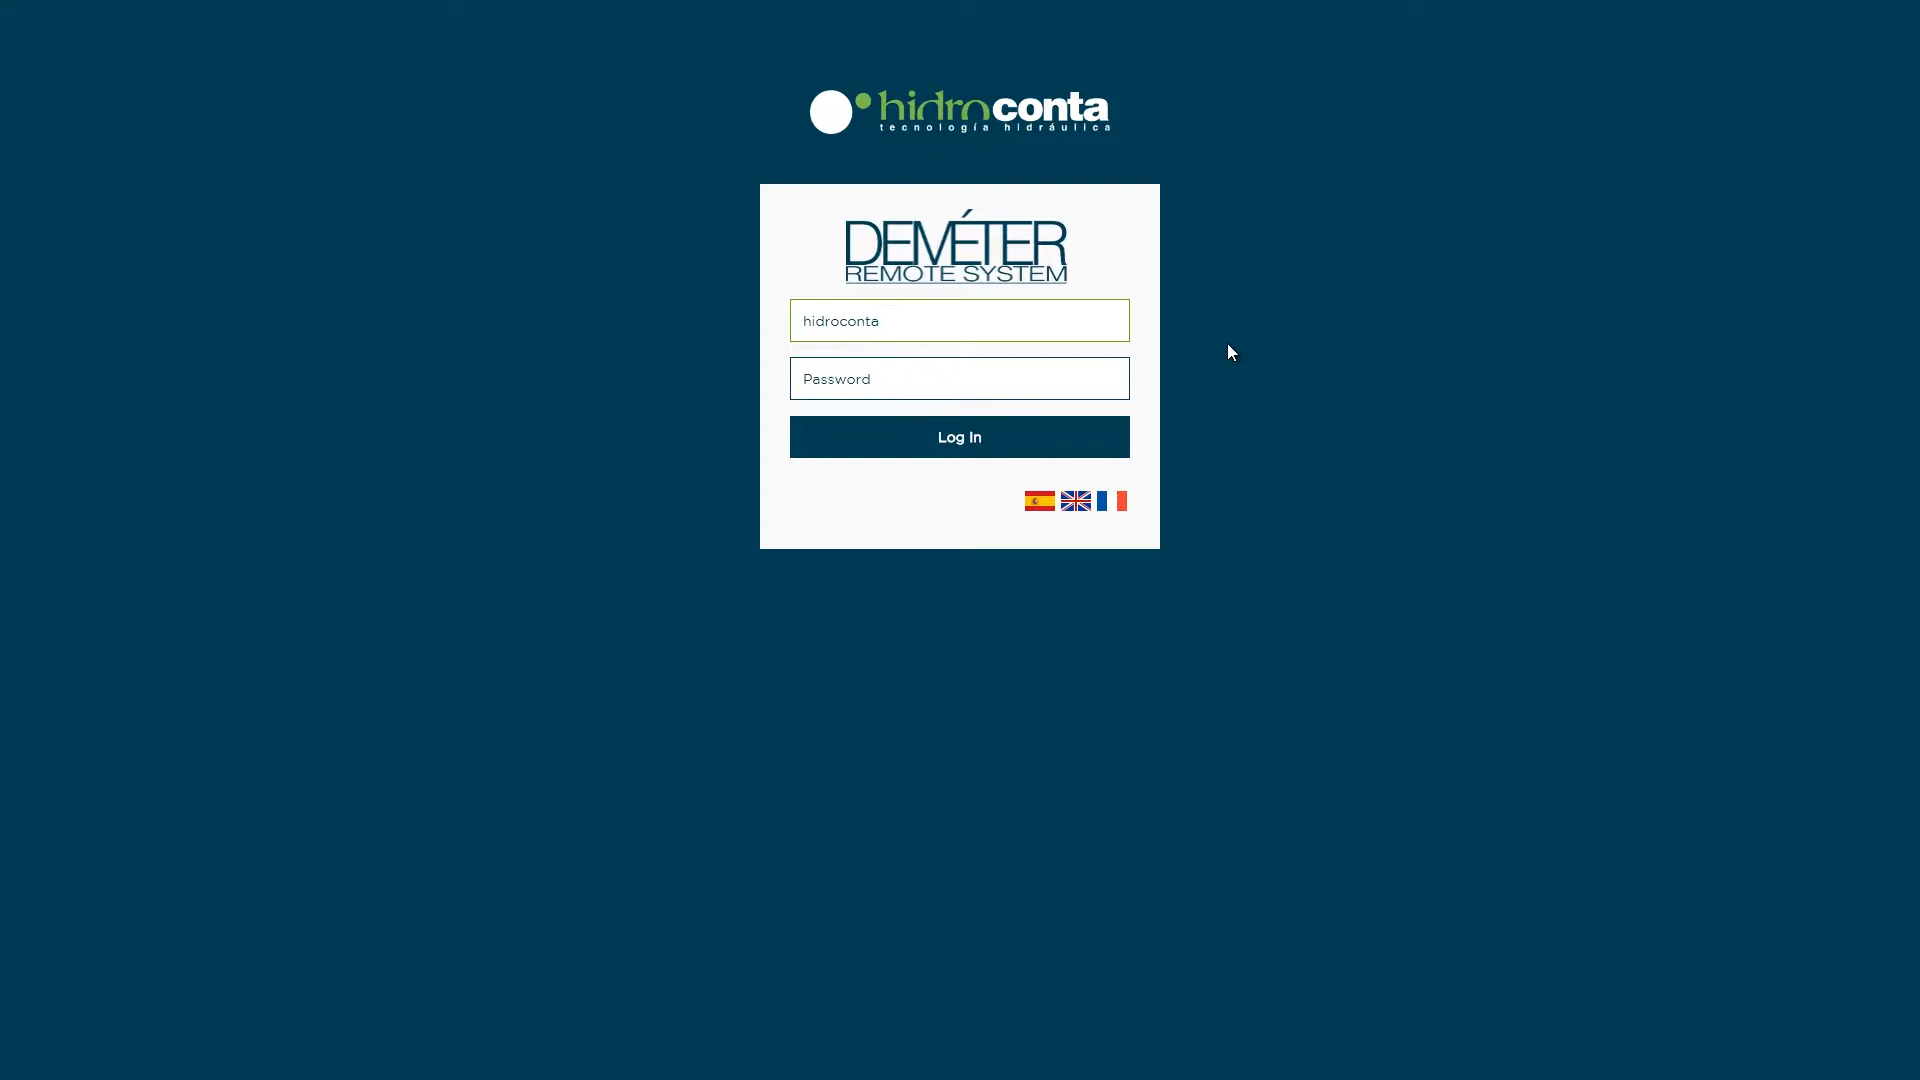 hidroconta
tecnología hidráulica
DEMÉTER
REMOTE SYSTEM
hidroconta
Password
Log In